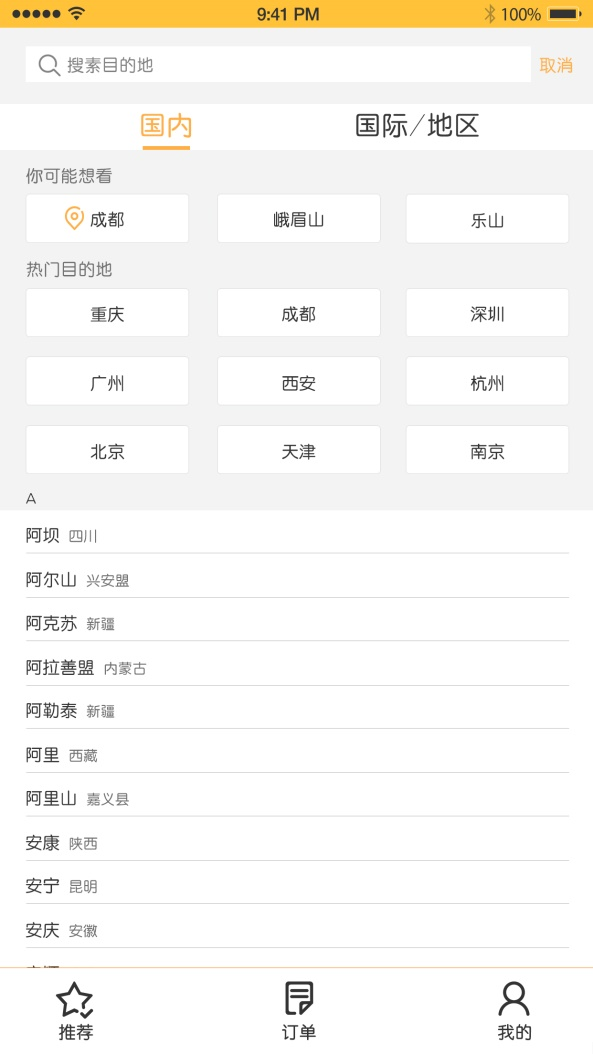 9:41 PM 100%
搜素目的地 取消
国内 国际/地区
你可能想看
成都 峨眉山 乐山
热门目的地
重庆 成都 深圳
广州 西安 杭州
北京 天津 南京
A
阿坝 四川
阿尔山 兴安盟
阿克苏 新疆
阿拉善盟 内蒙古
阿勒泰 新疆
阿里 西藏
阿里山 嘉义县
安康 陕西
安宁 昆明
安庆 安徽
推荐 订单 我的